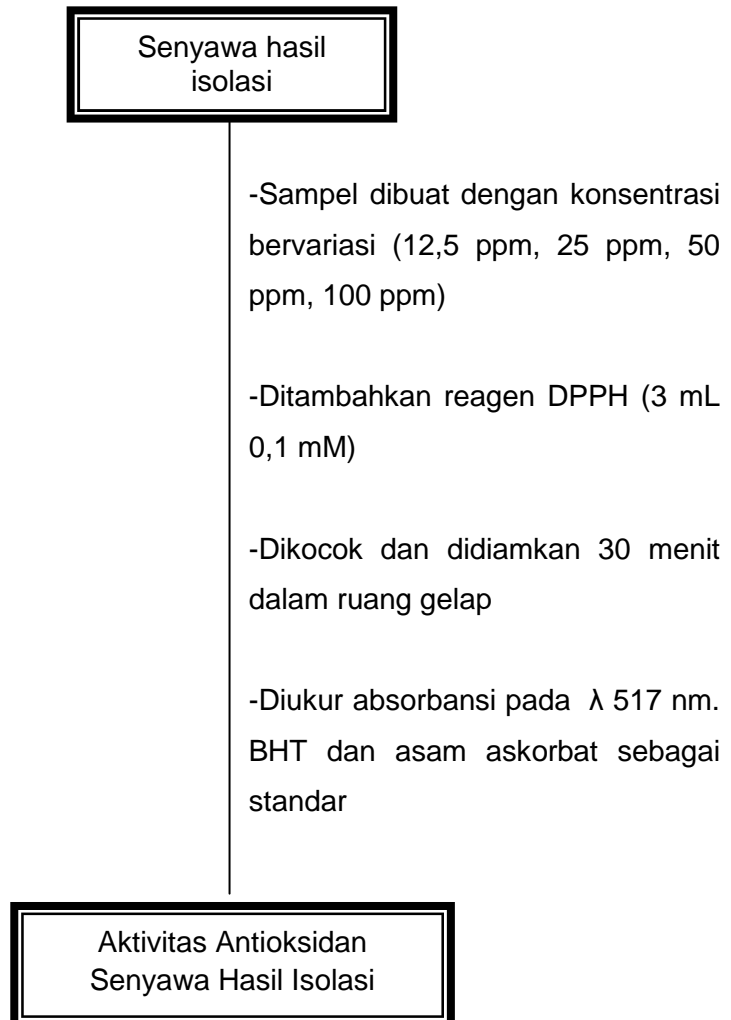 Senyawa hasil
isolasi
-Sampel dibuat dengan konsentrasi
bervariasi (12,5 ppm, 25 ppm, 50
ppm, 100 ppm)
-Ditambahkan reagen DPPH (3 mL
0,1 mM)
-Dikocok dan didiamkan 30 menit
dalam ruang gelap
-Diukur absorbansi pada λ 517 nm.
BHT dan asam askorbat sebagai
standar
Aktivitas Antioksidan
Senyawa Hasil Isolasi